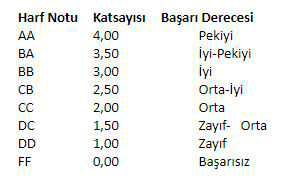 Harf Notu Katsayısı Başarı Derecesi
AA 4,00 Pekiyi
BA 3,50 İyi-Pekiyi
BB 3,00 İyi
CB 2,50 Orta-İyi
CC 2,00 Orta
DC 1,50 Zayıf- Orta
DD 1,00 Zayıf
FF 0,00 Başarısız